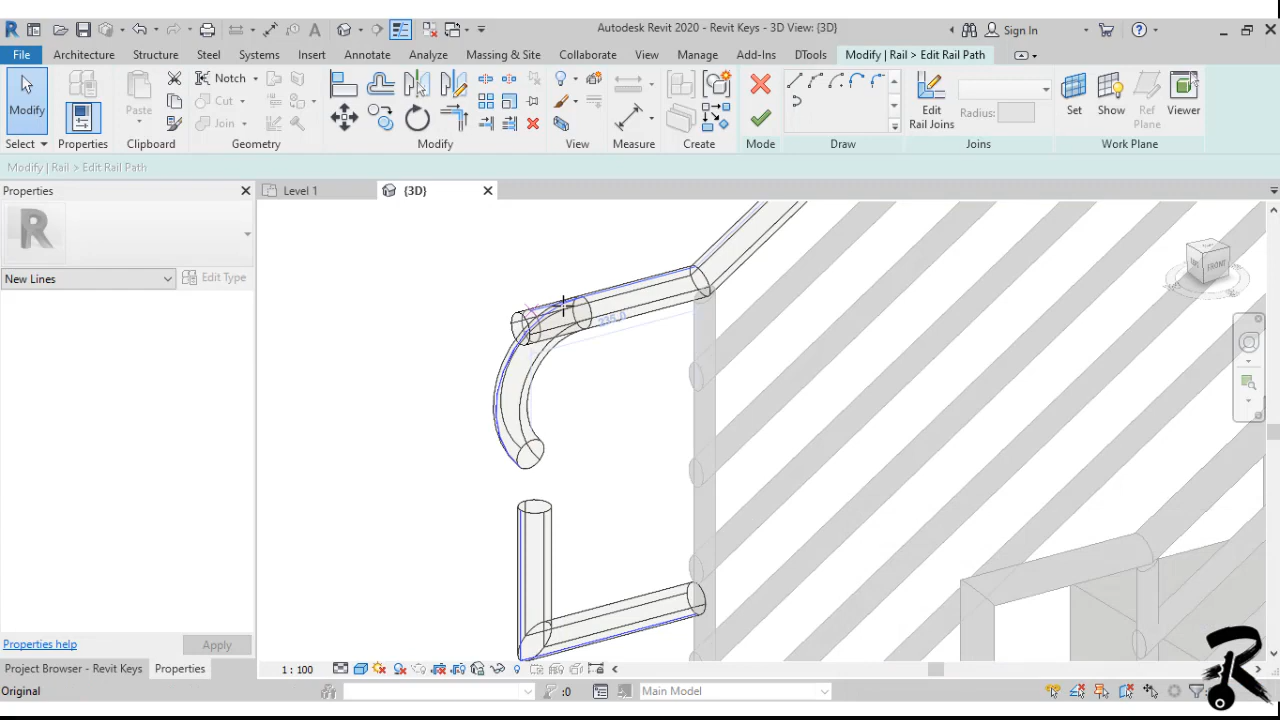 Autodesk Revit 2020 - Revit Keys - 3D View: {3D}
Sign In
File Architecture Structure Steel Systems Insert Annotate Analyze Massing & Site Collaborate View Manage Add-Ins DTools Modify | Rail > Edit Rail Path
Modify Paste Notch Cut Join Edit Rail Joins Radius: Set Show Ref Plane Viewer
Select Properties Clipboard Geometry Modify View Measure Create Mode Draw Joins Work Plane
Modify | Rail > Edit Rail Path
Properties
Level 1
{3D}
New Lines
Edit Type
FRONT
335.0
Properties help
Apply
Project Browser - Revit Keys Properties
1 : 100
Original
:0
Main Model